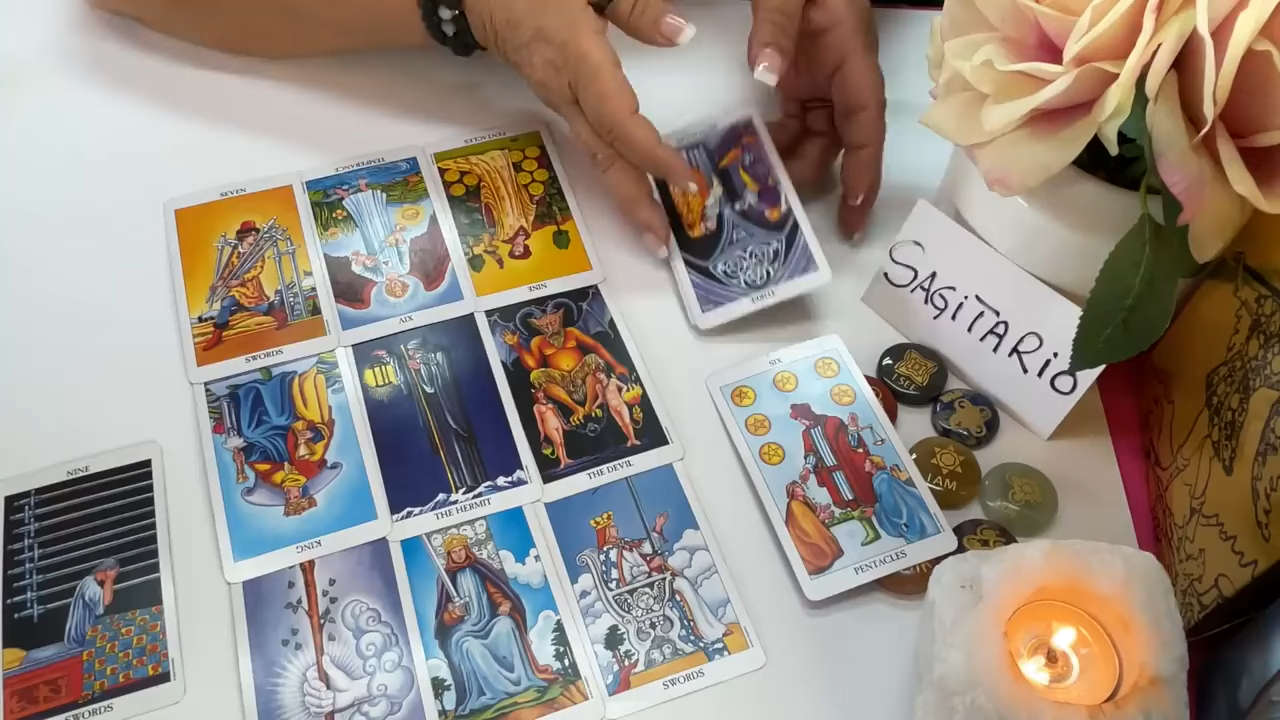 SEVEN
SWORDS
TEMPERANCE
XIV
PENTACLES
NINE
KING
THE HERMIT
THE DEVIL
SWORDS
NINE
SWORDS
SIX
PENTACLES
SAGITARIO
I SEE
I AM